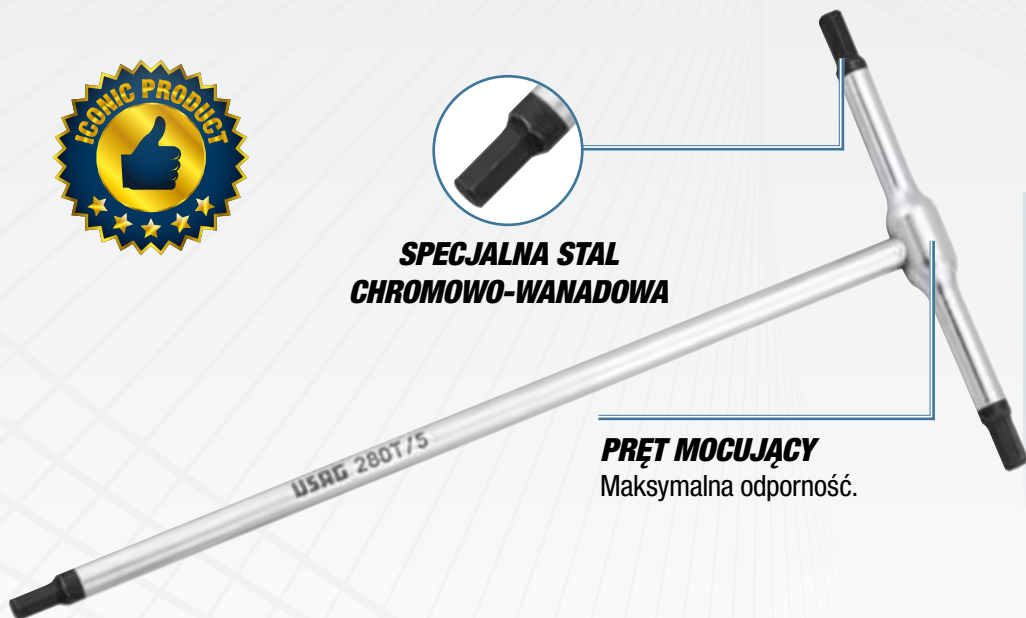 ICONIC PRODUCT
SPECJALNA STAL
CHROMOWO-WANADOWA
PRĘT MOCUJĄCY
Maksymalna odporność.
USAG 280T/5